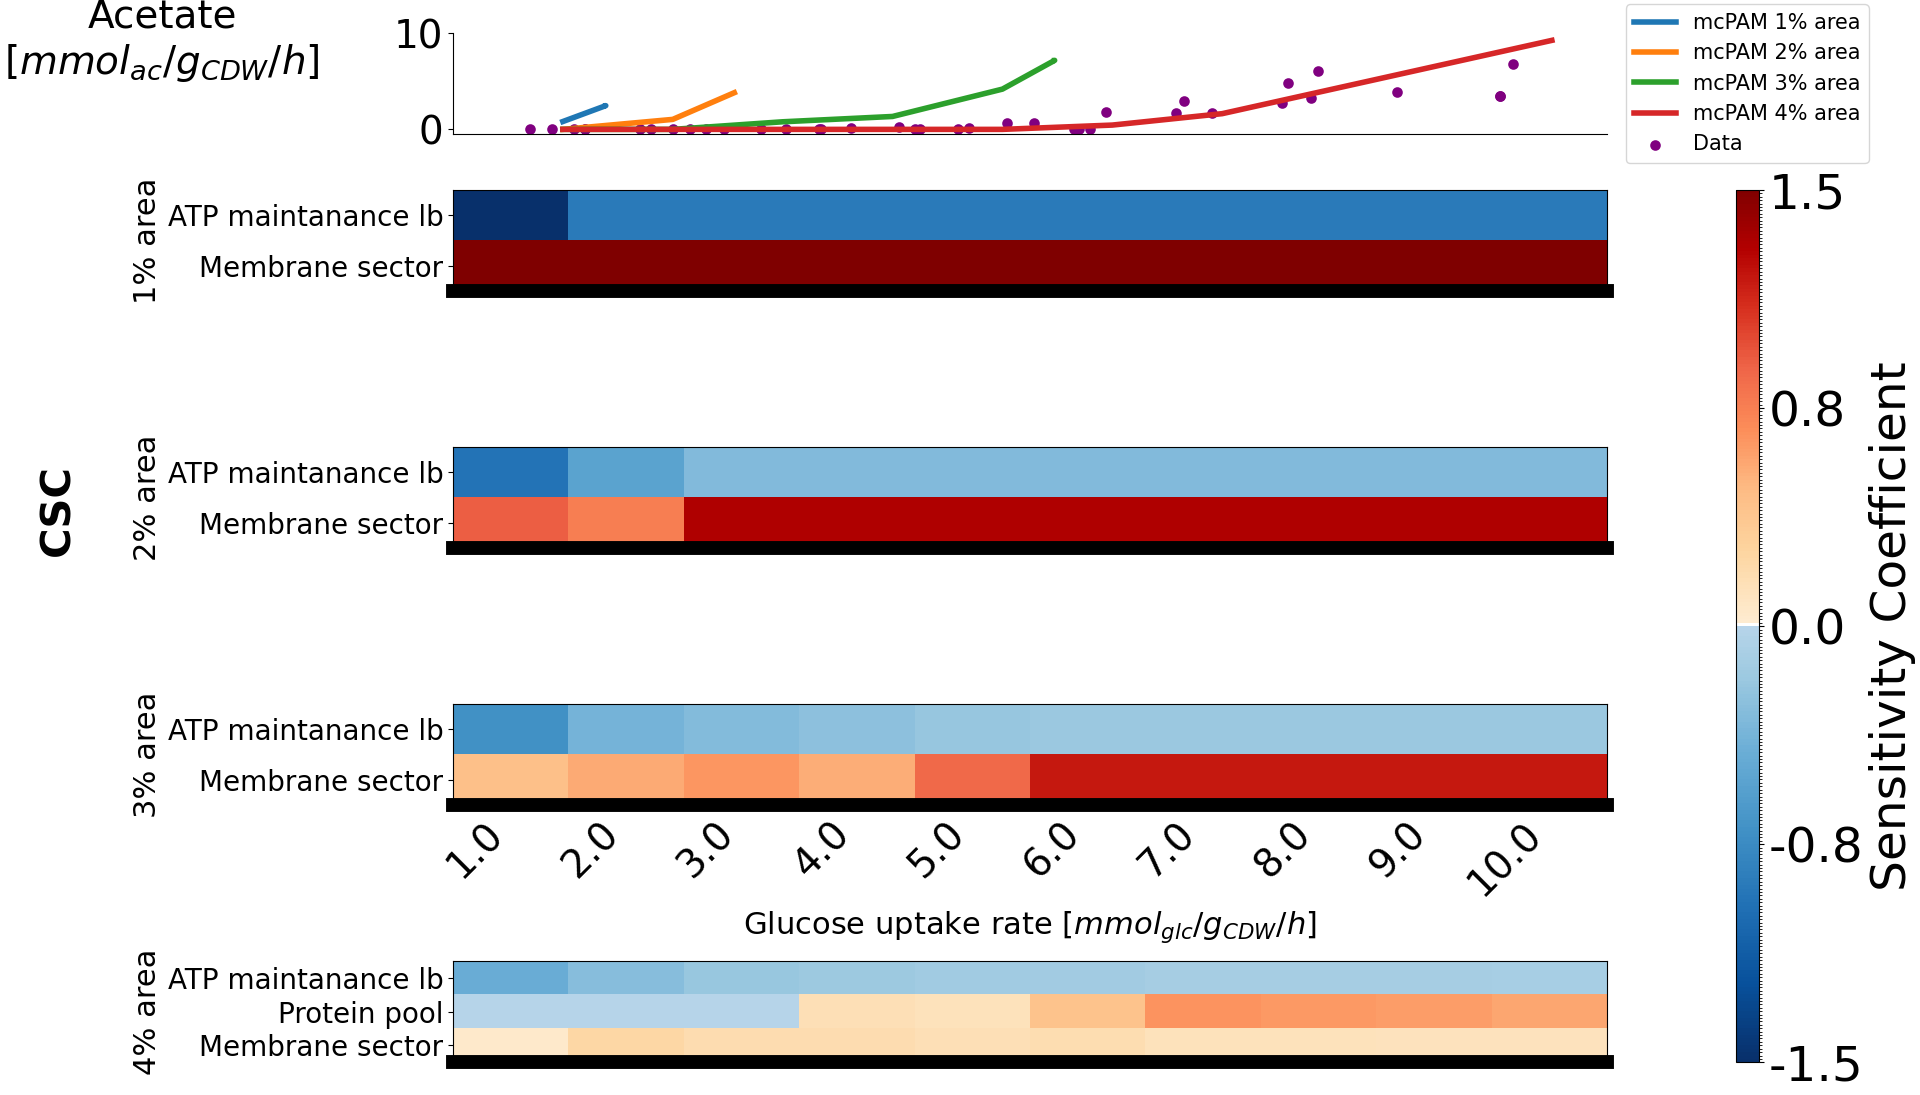 Acetate
[mmol_ac/g_CDW/h]
10
0
mcPAM 1% area
mcPAM 2% area
mcPAM 3% area
mcPAM 4% area
Data
1% area
ATP maintanance lb
Membrane sector
CSC
2% area
ATP maintanance lb
Membrane sector
3% area
ATP maintanance lb
Membrane sector
1.0 2.0 3.0 4.0 5.0 6.0 7.0 8.0 9.0 10.0
Glucose uptake rate [mmol_glc/g_CDW/h]
4% area
ATP maintanance lb
Protein pool
Membrane sector
1.5
0.8
0.0
-0.8
-1.5
Sensitivity Coefficient